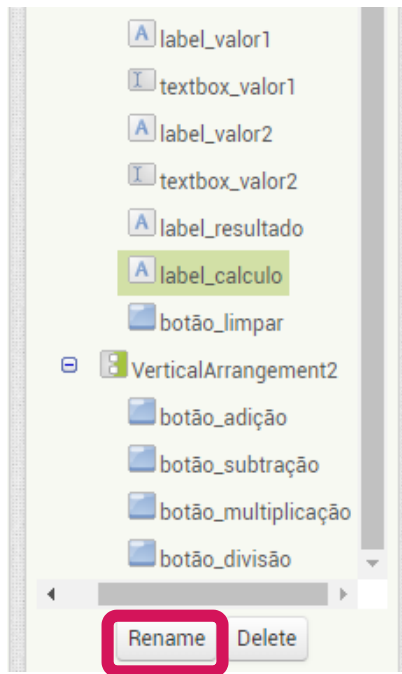 label_valor1
textbox_valor1
label_valor2
textbox_valor2
label_resultado
label_calculo
botão_limpar
VerticalArrangement2
botão_adição
botão_subtração
botão_multiplicação
botão_divisão
Rename Delete